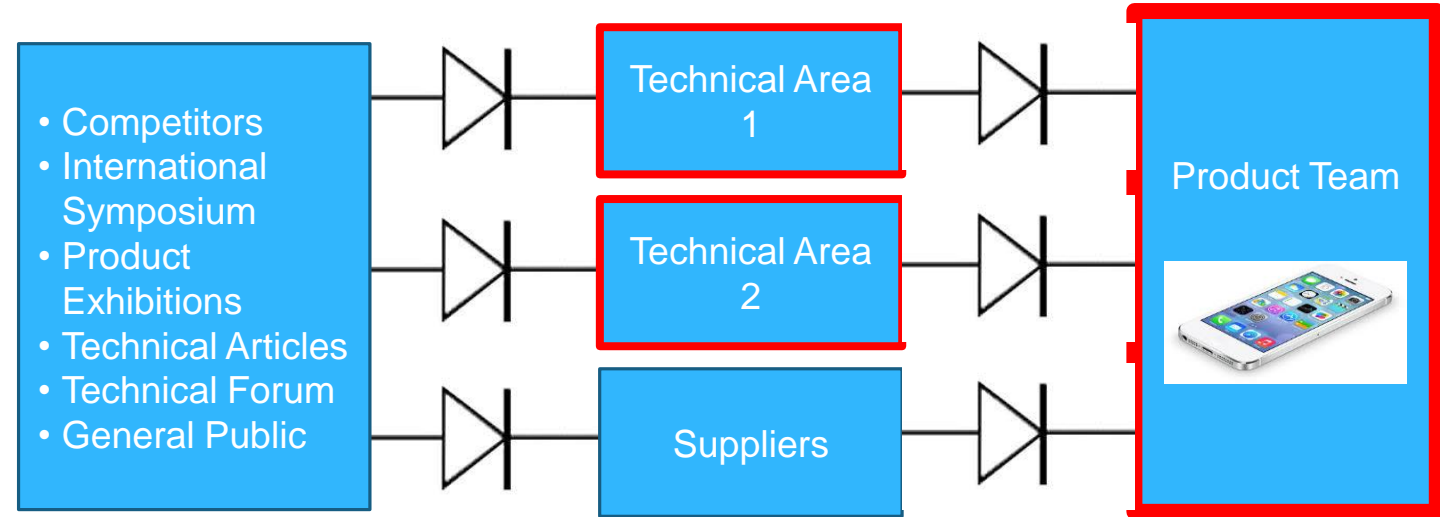 • Competitors
• International
Symposium
• Product
Exhibitions
• Technical Articles
• Technical Forum
• General Public
Technical Area
1
Technical Area
2
Suppliers
Product Team